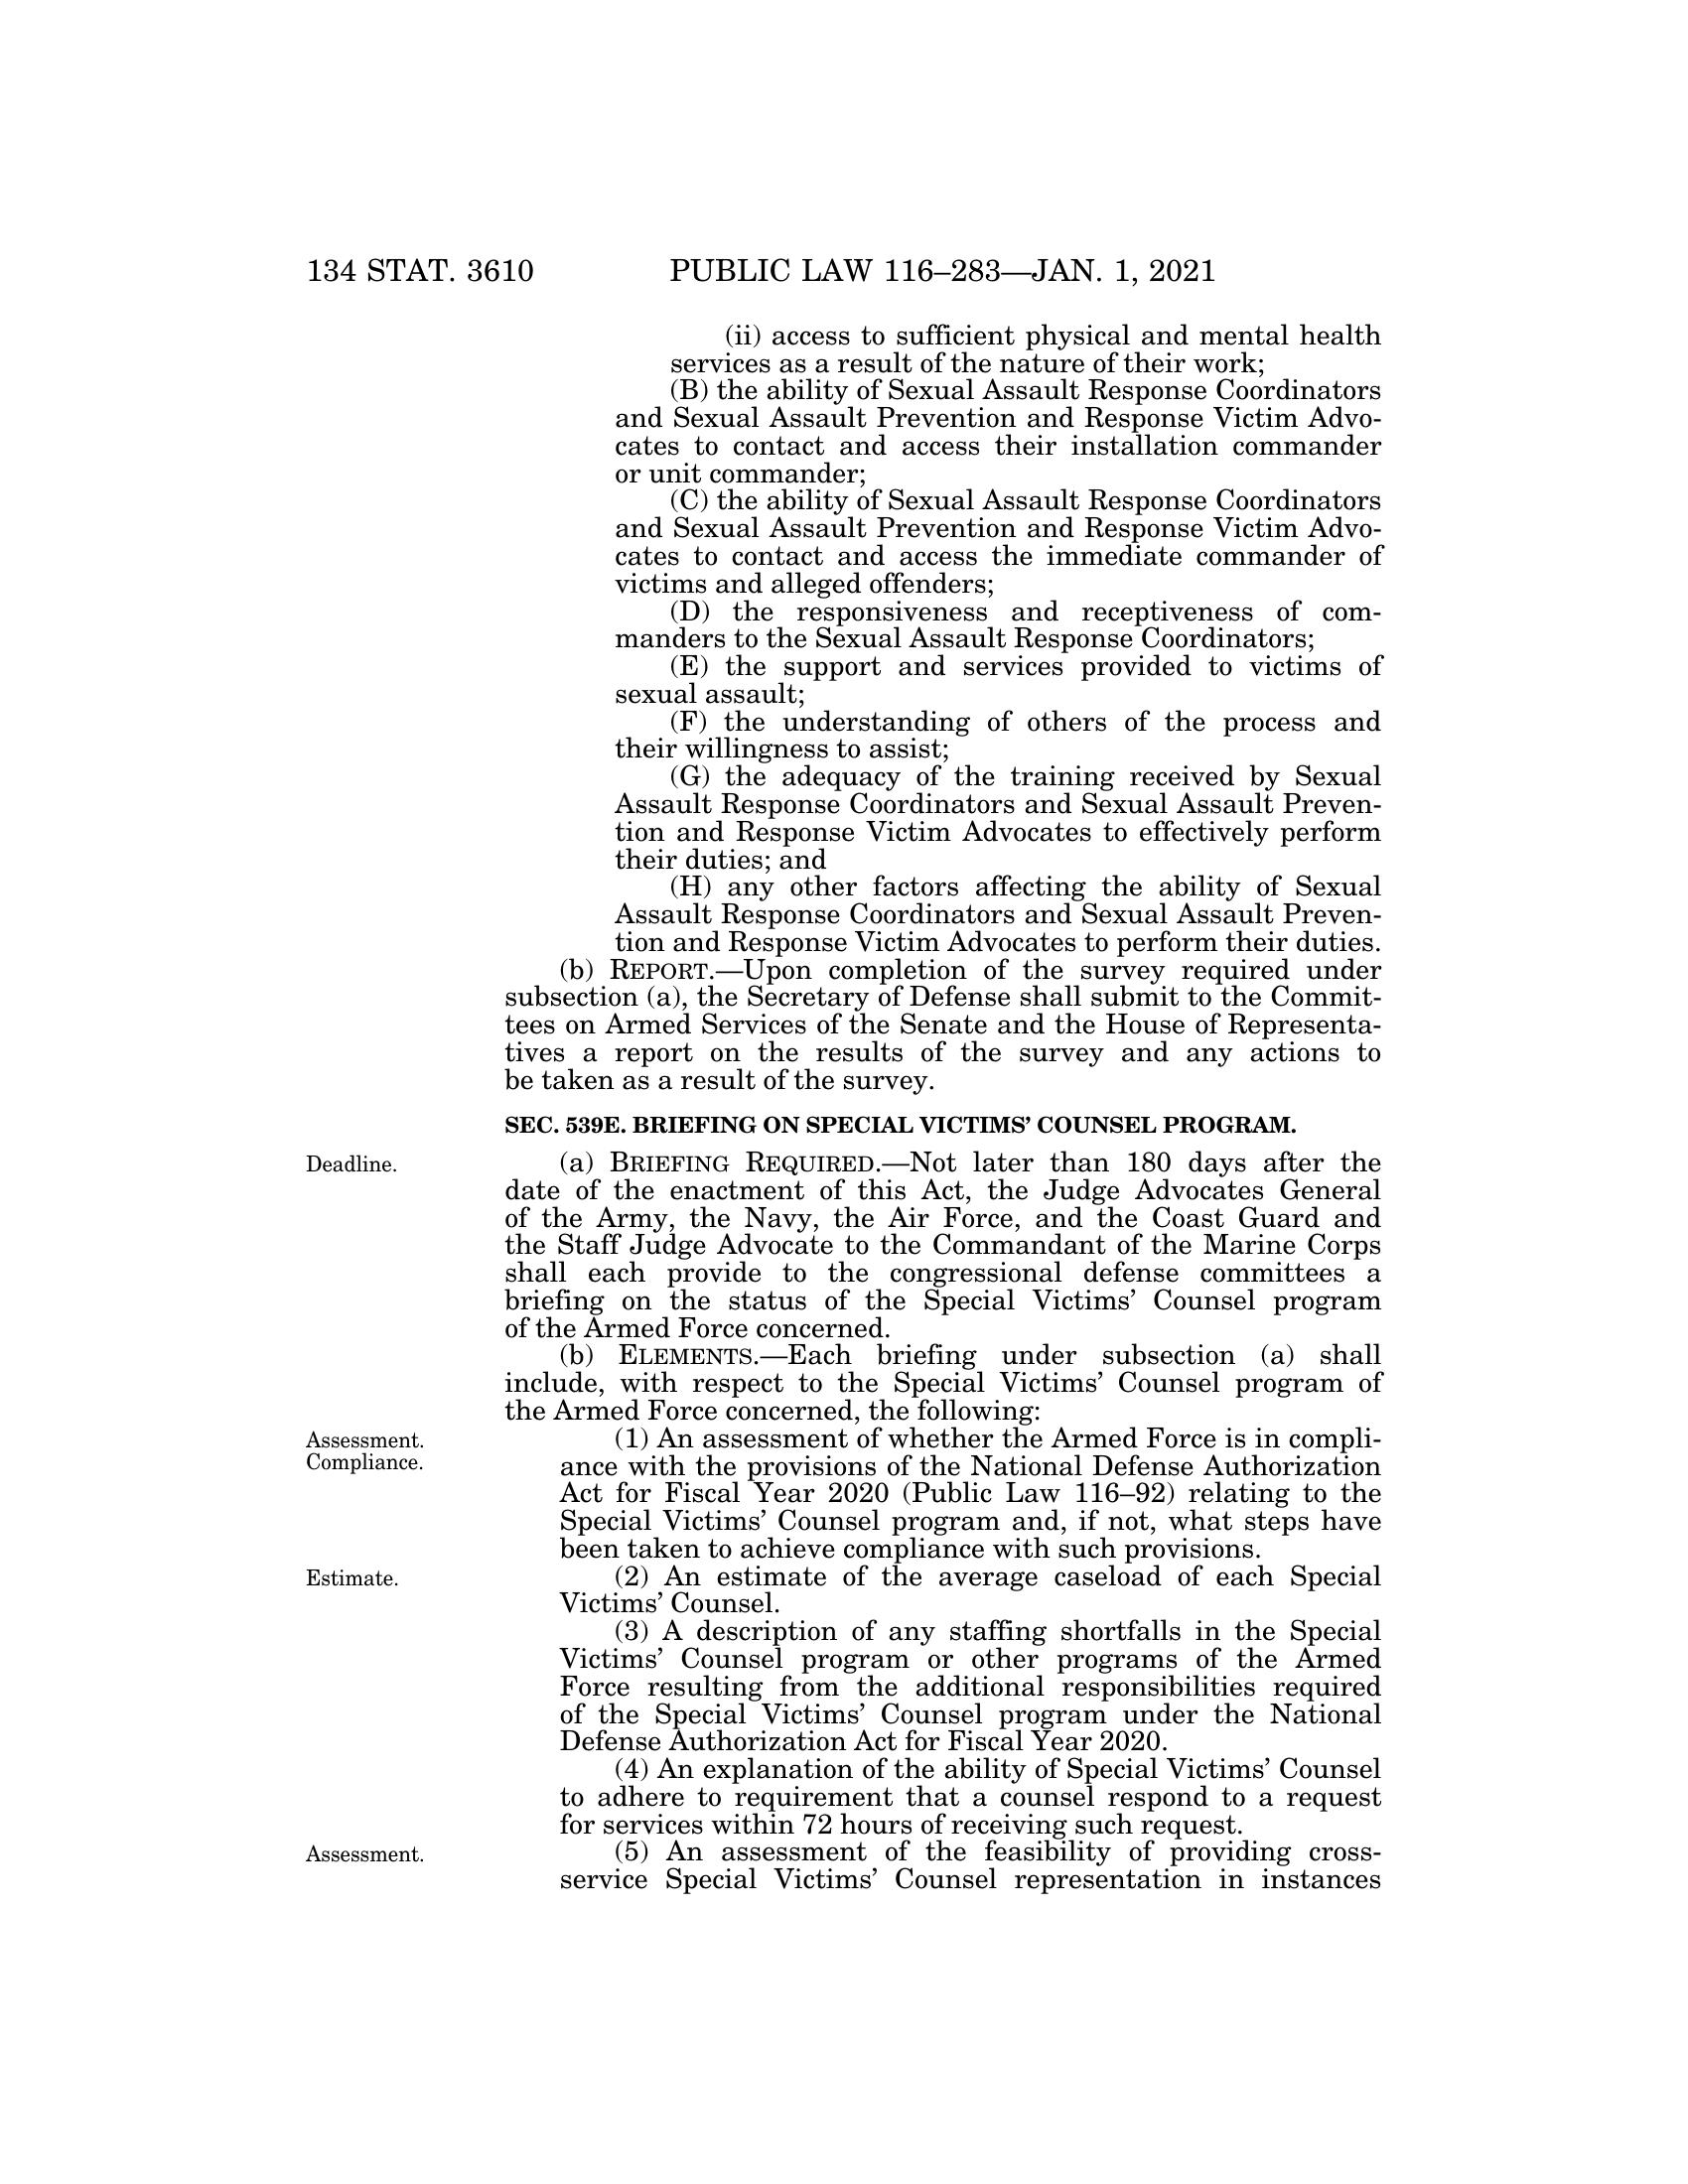 134 STAT. 3610 PUBLIC LAW 116–283—JAN. 1, 2021
(ii) access to sufficient physical and mental health
services as a result of the nature of their work;
(B) the ability of Sexual Assault Response Coordinators
and Sexual Assault Prevention and Response Victim Advo-
cates to contact and access their installation commander
or unit commander;
(C) the ability of Sexual Assault Response Coordinators
and Sexual Assault Prevention and Response Victim Advo-
cates to contact and access the immediate commander of
victims and alleged offenders;
(D) the responsiveness and receptiveness of com-
manders to the Sexual Assault Response Coordinators;
(E) the support and services provided to victims of
sexual assault;
(F) the understanding of others of the process and
their willingness to assist;
(G) the adequacy of the training received by Sexual
Assault Response Coordinators and Sexual Assault Preven-
tion and Response Victim Advocates to effectively perform
their duties; and
(H) any other factors affecting the ability of Sexual
Assault Response Coordinators and Sexual Assault Preven-
tion and Response Victim Advocates to perform their duties.
(b) REPORT.—Upon completion of the survey required under
subsection (a), the Secretary of Defense shall submit to the Commit-
tees on Armed Services of the Senate and the House of Representa-
tives a report on the results of the survey and any actions to
be taken as a result of the survey.
SEC. 539E. BRIEFING ON SPECIAL VICTIMS’ COUNSEL PROGRAM.
Deadline.
(a) BRIEFING REQUIRED.—Not later than 180 days after the
date of the enactment of this Act, the Judge Advocates General
of the Army, the Navy, the Air Force, and the Coast Guard and
the Staff Judge Advocate to the Commandant of the Marine Corps
shall each provide to the congressional defense committees a
briefing on the status of the Special Victims’ Counsel program
of the Armed Force concerned.
(b) ELEMENTS.—Each briefing under subsection (a) shall
include, with respect to the Special Victims’ Counsel program of
the Armed Force concerned, the following:
Assessment.
Compliance.
(1) An assessment of whether the Armed Force is in compli-
ance with the provisions of the National Defense Authorization
Act for Fiscal Year 2020 (Public Law 116–92) relating to the
Special Victims’ Counsel program and, if not, what steps have
been taken to achieve compliance with such provisions.
Estimate.
(2) An estimate of the average caseload of each Special
Victims’ Counsel.
(3) A description of any staffing shortfalls in the Special
Victims’ Counsel program or other programs of the Armed
Force resulting from the additional responsibilities required
of the Special Victims’ Counsel program under the National
Defense Authorization Act for Fiscal Year 2020.
(4) An explanation of the ability of Special Victims’ Counsel
to adhere to requirement that a counsel respond to a request
for services within 72 hours of receiving such request.
Assessment.
(5) An assessment of the feasibility of providing cross-
service Special Victims’ Counsel representation in instances